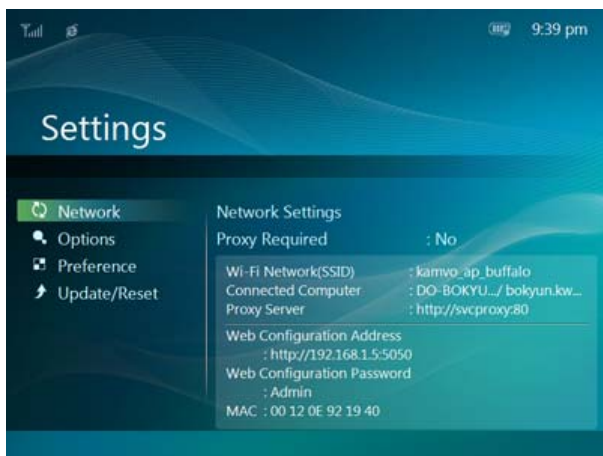 9:39 pm
Settings
Network
Options
Preference
Update/Reset
Network Settings
Proxy Required : No
Wi-Fi Network(SSID) : kamvo_ap_buffalo
Connected Computer : DO-BOKYU.../ bokyun.kw...
Proxy Server : http://svcproxy:80
Web Configuration Address
: http://192.168.1.5:5050
Web Configuration Password
: Admin
MAC : 00 12 0E 92 19 40